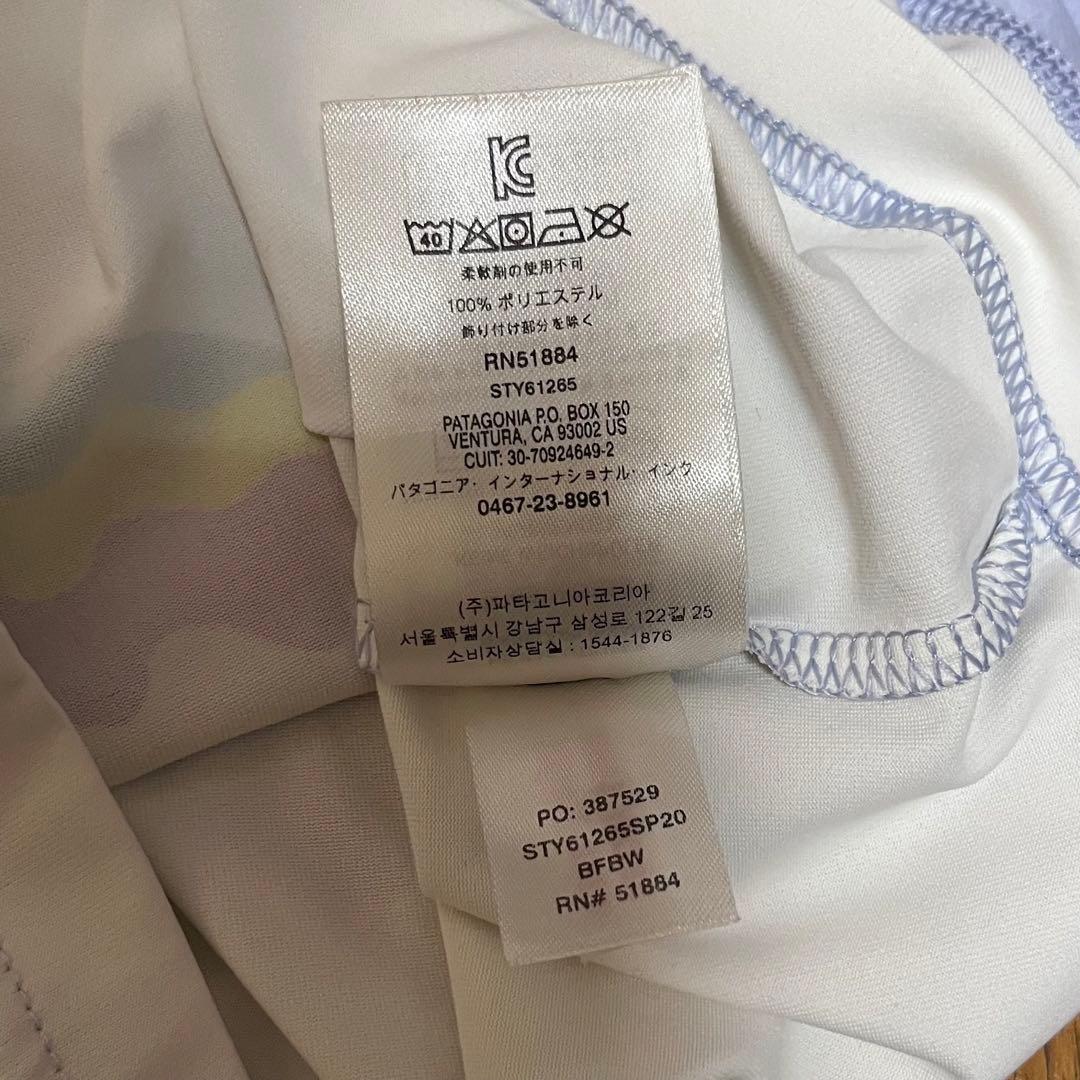 KC
40
柔軟剤の使用不可
100% ポリエステル
飾り付け部分を除く
RN51884
STY61265
PATAGONIA P.O. BOX 150
VENTURA, CA 93002 US
CUIT: 30-70924649-2
パタゴニア・インターナショナル・インク
0467-23-8961
(주)파타고니아코리아
서울특별시 강남구 삼성로 122길 25
소비자상담실 : 1544-1876
PO: 387529
STY61265SP20
BFBW
RN# 51884